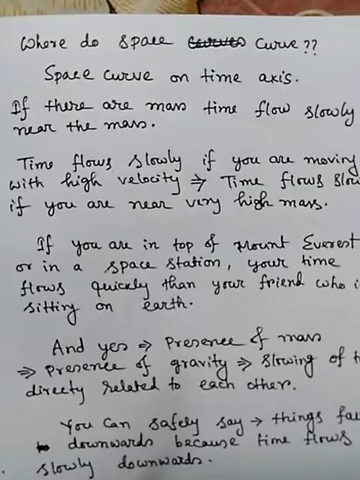 Where do space curve ??
Space curve on time axis.
If there are mass time flow slowly
near the mass.
Time flows slowly if you are moving
with high velocity ⇒ Time flows slow
if you are near very high mass.
If you are in top of Mount Everest
or in a space station, your time
flows quickly than your friend who i
sitting on earth.
And yes ⇒ Presence of mass
⇒ presence of gravity ⇒ slowing of t
directy related to each other.
You can safely say → things fa
downwards because time flows
slowly downwards.